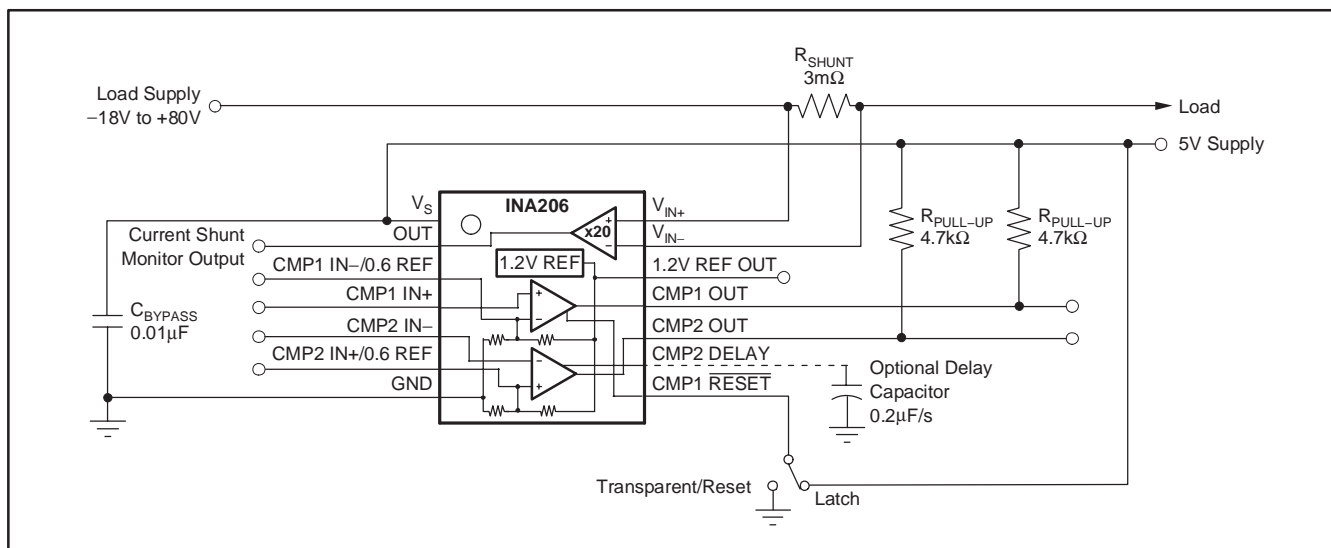 R_SHUNT
3mΩ
Load Supply
−18V to +80V
Load
5V Supply
V_S
INA206
V_IN+
R_PULL−UP
4.7kΩ
R_PULL−UP
4.7kΩ
OUT
+
x20
−
V_IN−
Current Shunt
Monitor Output
1.2V REF
1.2V REF OUT
CMP1 IN−/0.6 REF
CMP1 OUT
CMP1 IN+
+
−
C_BYPASS
0.01μF
CMP2 IN−
CMP2 OUT
CMP2 IN+/0.6 REF
−
+
CMP2 DELAY
Optional Delay
Capacitor
0.2μF/s
GND
CMP1 RESET
Transparent/Reset
Latch